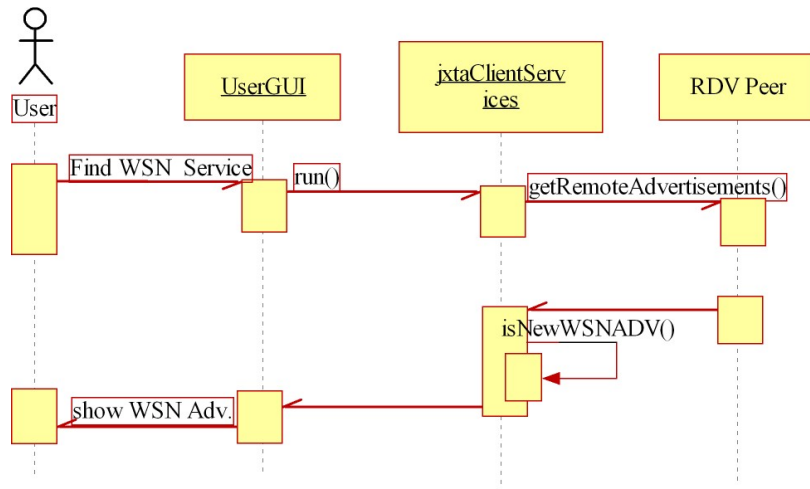 User
UserGUI
jxtaClientServ
ices
RDV Peer
Find WSN Service
run()
getRemoteAdvertisements()
isNewWSNADV()
show WSN Adv.